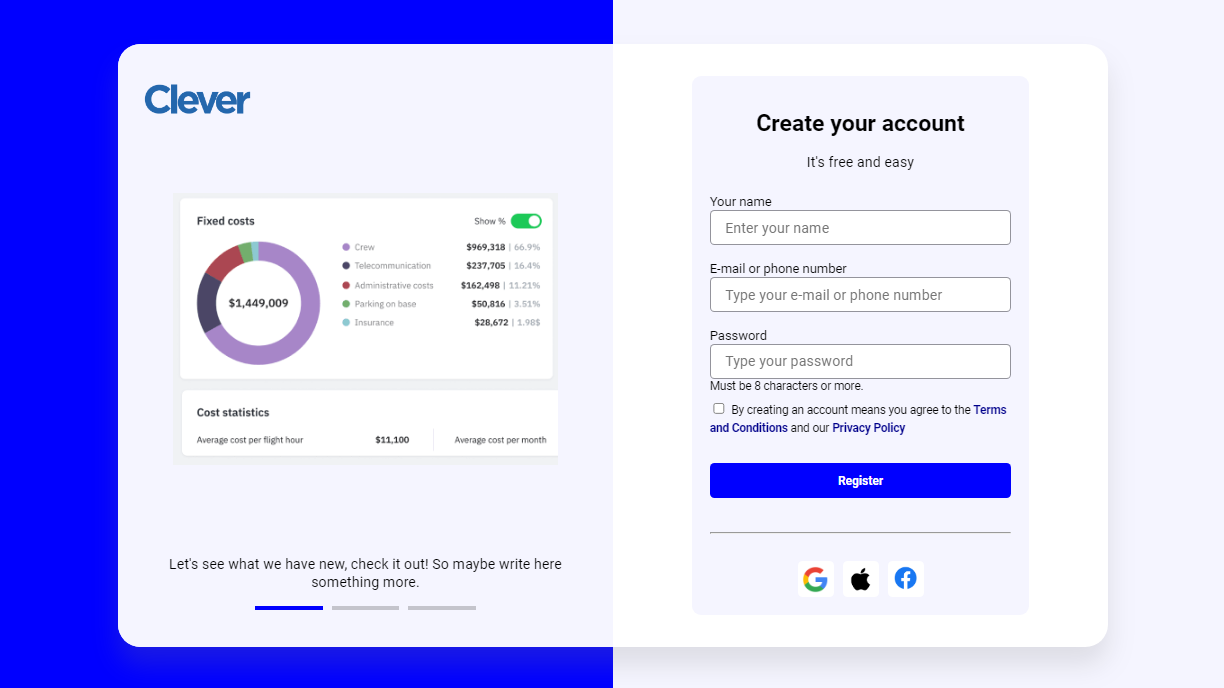 Clever
Fixed costs
Show %
Crew $969,318 | 66.9%
Telecommunication $237,705 | 16.4%
Administrative costs $162,498 | 11.21%
Parking on base $50,816 | 3.51%
Insurance $28,672 | 1.98$
$1,449,009
Cost statistics
Average cost per flight hour $11,100 Average cost per month
Let's see what we have new, check it out! So maybe write here
something more.
Create your account
It's free and easy
Your name
Enter your name
E-mail or phone number
Type your e-mail or phone number
Password
Type your password
Must be 8 characters or more.
By creating an account means you agree to the Terms
and Conditions and our Privacy Policy
Register